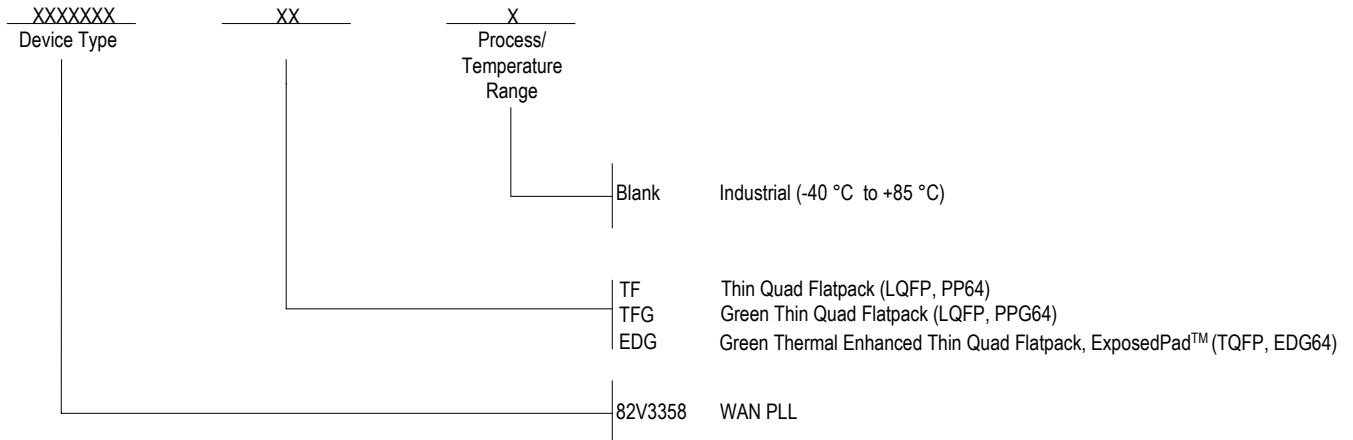 XXXXXXX XX X
Device Type
Process/
Temperature
Range
Blank Industrial (-40 °C to +85 °C)
TF Thin Quad Flatpack (LQFP, PP64)
TFG Green Thin Quad Flatpack (LQFP, PPG64)
EDG Green Thermal Enhanced Thin Quad Flatpack, ExposedPad™ (TQFP, EDG64)
82V3358 WAN PLL